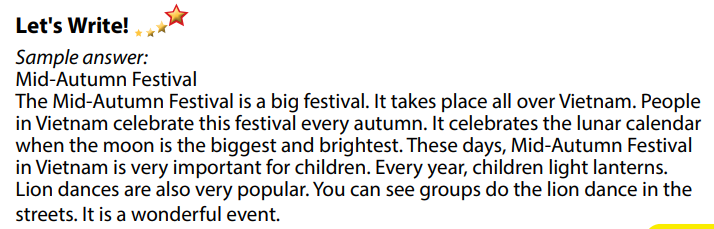 Let's Write!
Sample answer:
Mid-Autumn Festival
The Mid-Autumn Festival is a big festival. It takes place all over Vietnam. People
in Vietnam celebrate this festival every autumn. It celebrates the lunar calendar
when the moon is the biggest and brightest. These days, Mid-Autumn Festival
in Vietnam is very important for children. Every year, children light lanterns.
Lion dances are also very popular. You can see groups do the lion dance in the
streets. It is a wonderful event.